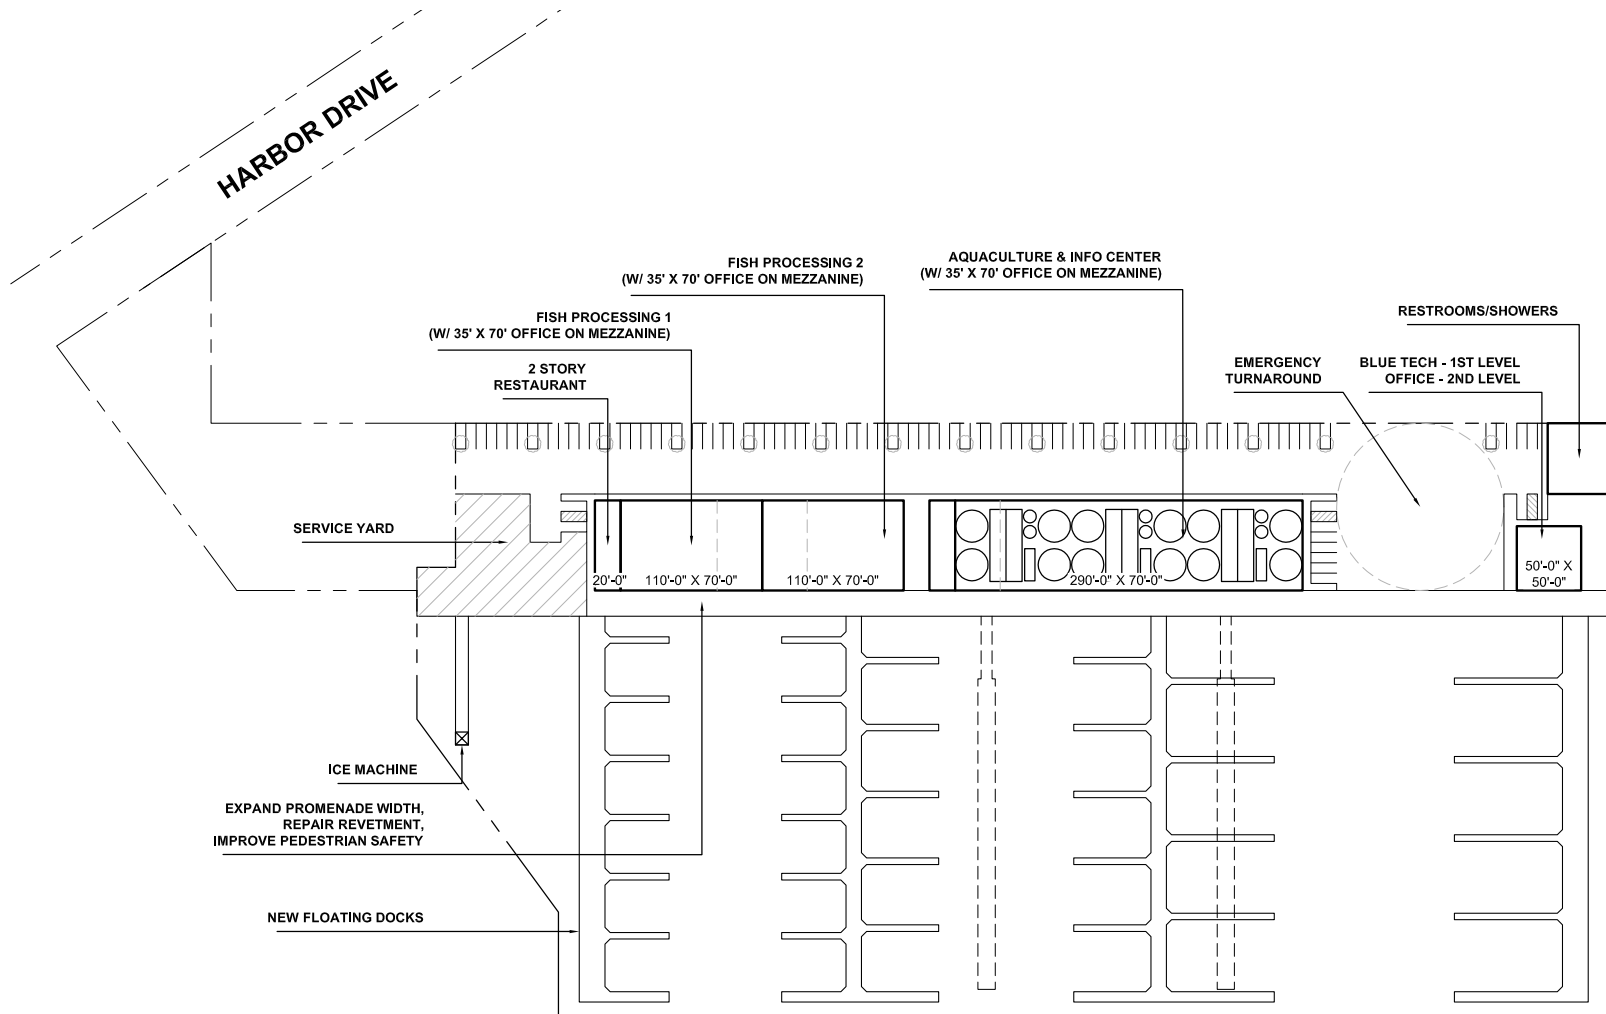 HARBOR DRIVE
FISH PROCESSING 2
(W/ 35' X 70' OFFICE ON MEZZANINE)
AQUACULTURE & INFO CENTER
(W/ 35' X 70' OFFICE ON MEZZANINE)
FISH PROCESSING 1
(W/ 35' X 70' OFFICE ON MEZZANINE)
RESTROOMS/SHOWERS
2 STORY
RESTAURANT
EMERGENCY
TURNAROUND
BLUE TECH - 1ST LEVEL
OFFICE - 2ND LEVEL
SERVICE YARD
20'-0"
110'-0" X 70'-0"
110'-0" X 70'-0"
290'-0" X 70'-0"
50'-0" X
50'-0"
ICE MACHINE
EXPAND PROMENADE WIDTH,
REPAIR REVETMENT,
IMPROVE PEDESTRIAN SAFETY
NEW FLOATING DOCKS